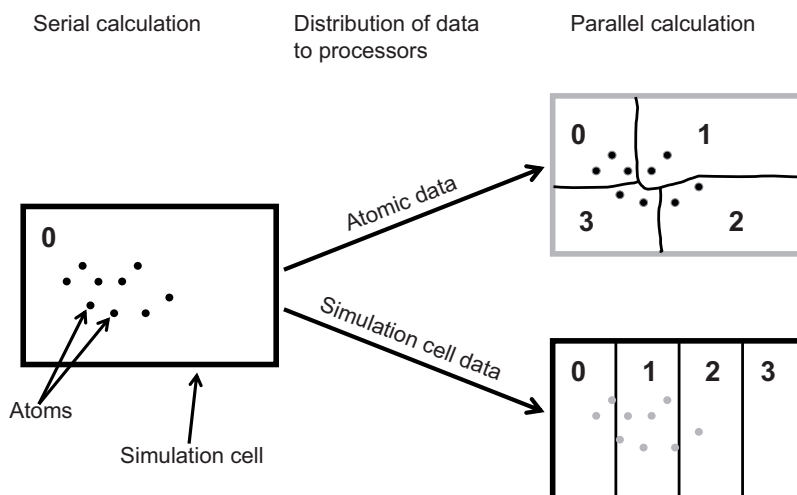 Serial calculation
Distribution of data
to processors
Parallel calculation
0
1
3
2
Atomic data
0
Simulation cell data
0
1
2
3
Atoms
Simulation cell